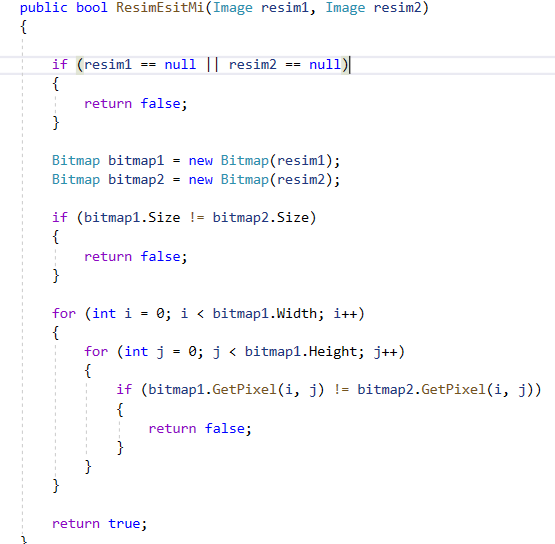 public bool ResimEsitMi(Image resim1, Image resim2)
{
if (resim1 == null || resim2 == null)
{
return false;
}
Bitmap bitmap1 = new Bitmap(resim1);
Bitmap bitmap2 = new Bitmap(resim2);
if (bitmap1.Size != bitmap2.Size)
{
return false;
}
for (int i = 0; i < bitmap1.Width; i++)
{
for (int j = 0; j < bitmap1.Height; j++)
{
if (bitmap1.GetPixel(i, j) != bitmap2.GetPixel(i, j))
{
return false;
}
}
}
return true;
}